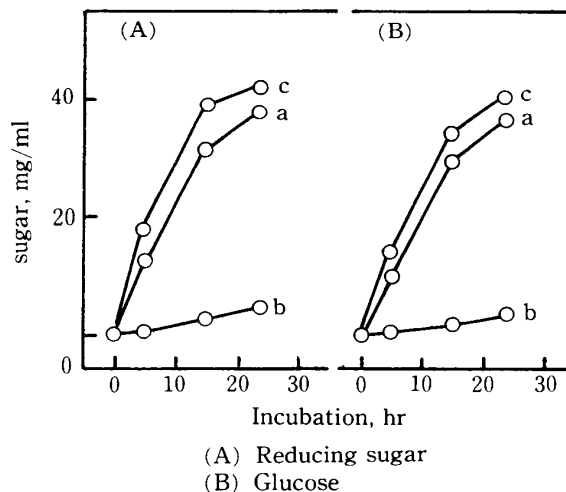 (A) (B)
40
c
a
c
a
sugar, mg/ml
20
b
b
0
0 10 20 30 0 10 20 30
Incubation, hr
(A) Reducing sugar
(B) Glucose